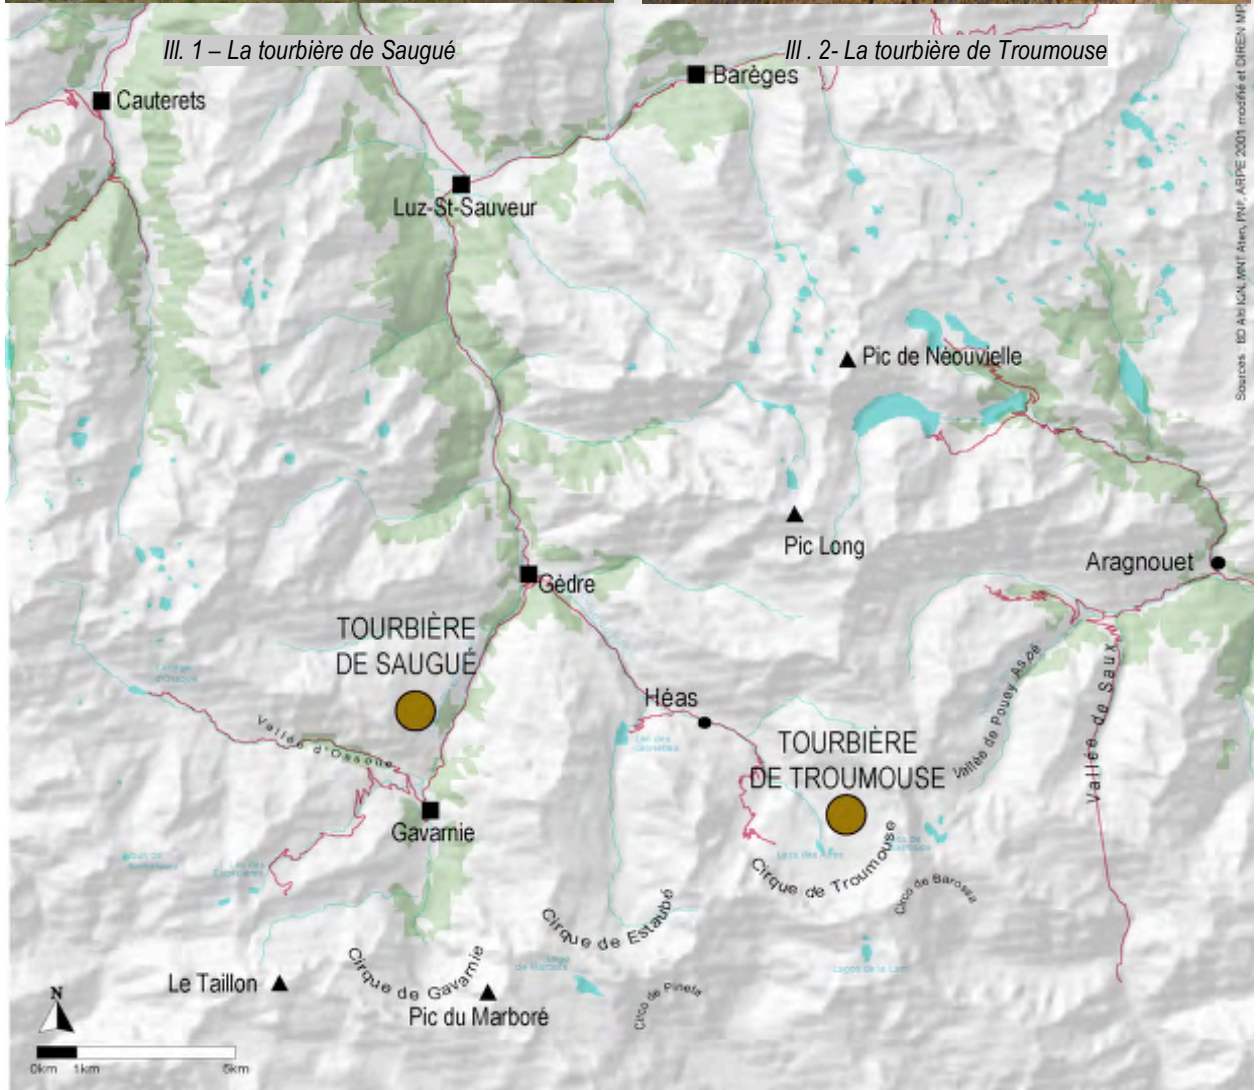 Ill. 1 – La tourbière de Saugué
Ill . 2- La tourbière de Troumouse
Barèges
Cauterets
Luz-St-Sauveur
Pic de Néouvielle
Pic Long
Aragnouet
Gèdre
TOURBIÈRE
DE SAUGUÉ
Héas
Vallée de Pouey Aspé
Vallée de Saux
Vallée d'Ossoue
TOURBIÈRE
DE TROUMOUSE
Gavarnie
Cirque de Troumouse
Circo de Barossa
Cirque de Estaubé
Cirque de Gavarnie
Le Taillon
Pic du Marboré
Circo de Pineta
N
0km 1km 5km